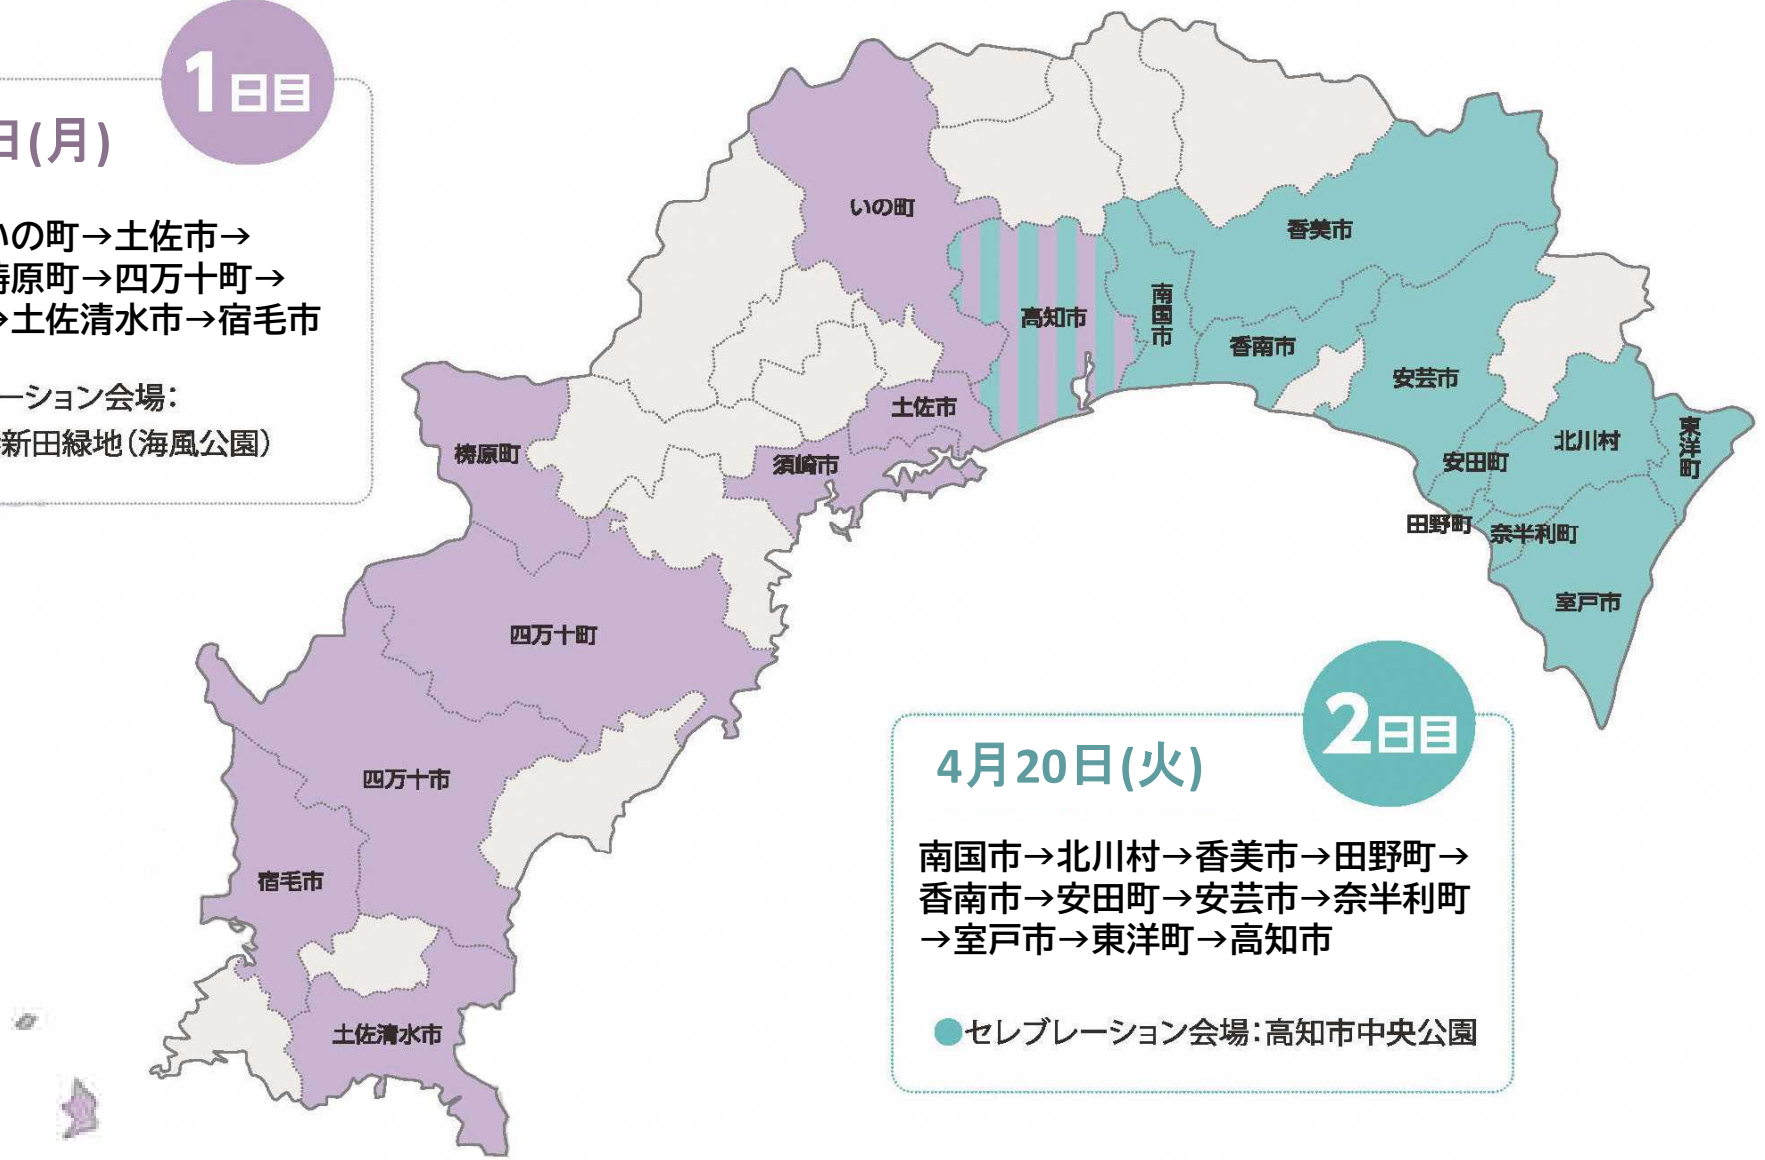 1日目
日(月)
いの町→土佐市→
梼原町→四万十町→
→土佐清水市→宿毛市
ーション会場：
新田緑地（海風公園）
いの町
高知市
南国市
香美市
香南市
安芸市
土佐市
須崎市
梼原町
北川村
東洋町
安田町
田野町
奈半利町
室戸市
四万十町
四万十市
宿毛市
土佐清水市
2日目
4月20日(火)
南国市→北川村→香美市→田野町→
香南市→安田町→安芸市→奈半利町
→室戸市→東洋町→高知市
●セレブレーション会場：高知市中央公園